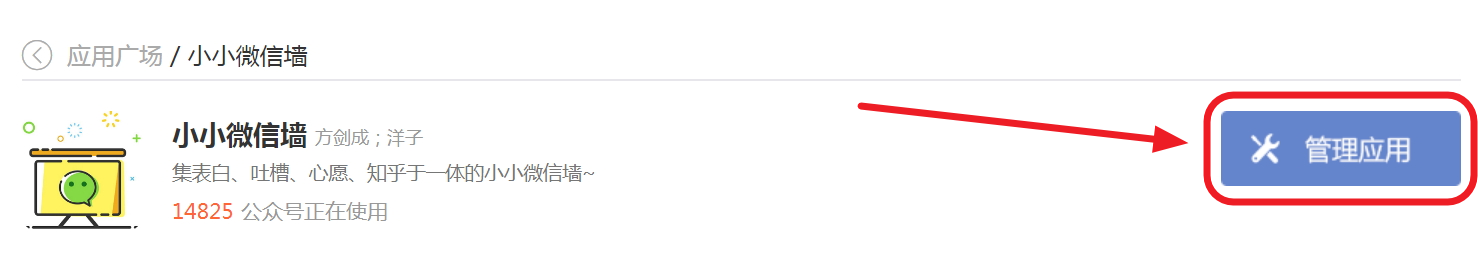 应用广场 / 小小微信墙
小小微信墙 方剑成；洋子
集表白、吐槽、心愿、知乎于一体的小小微信墙~
14825 公众号正在使用
管理应用